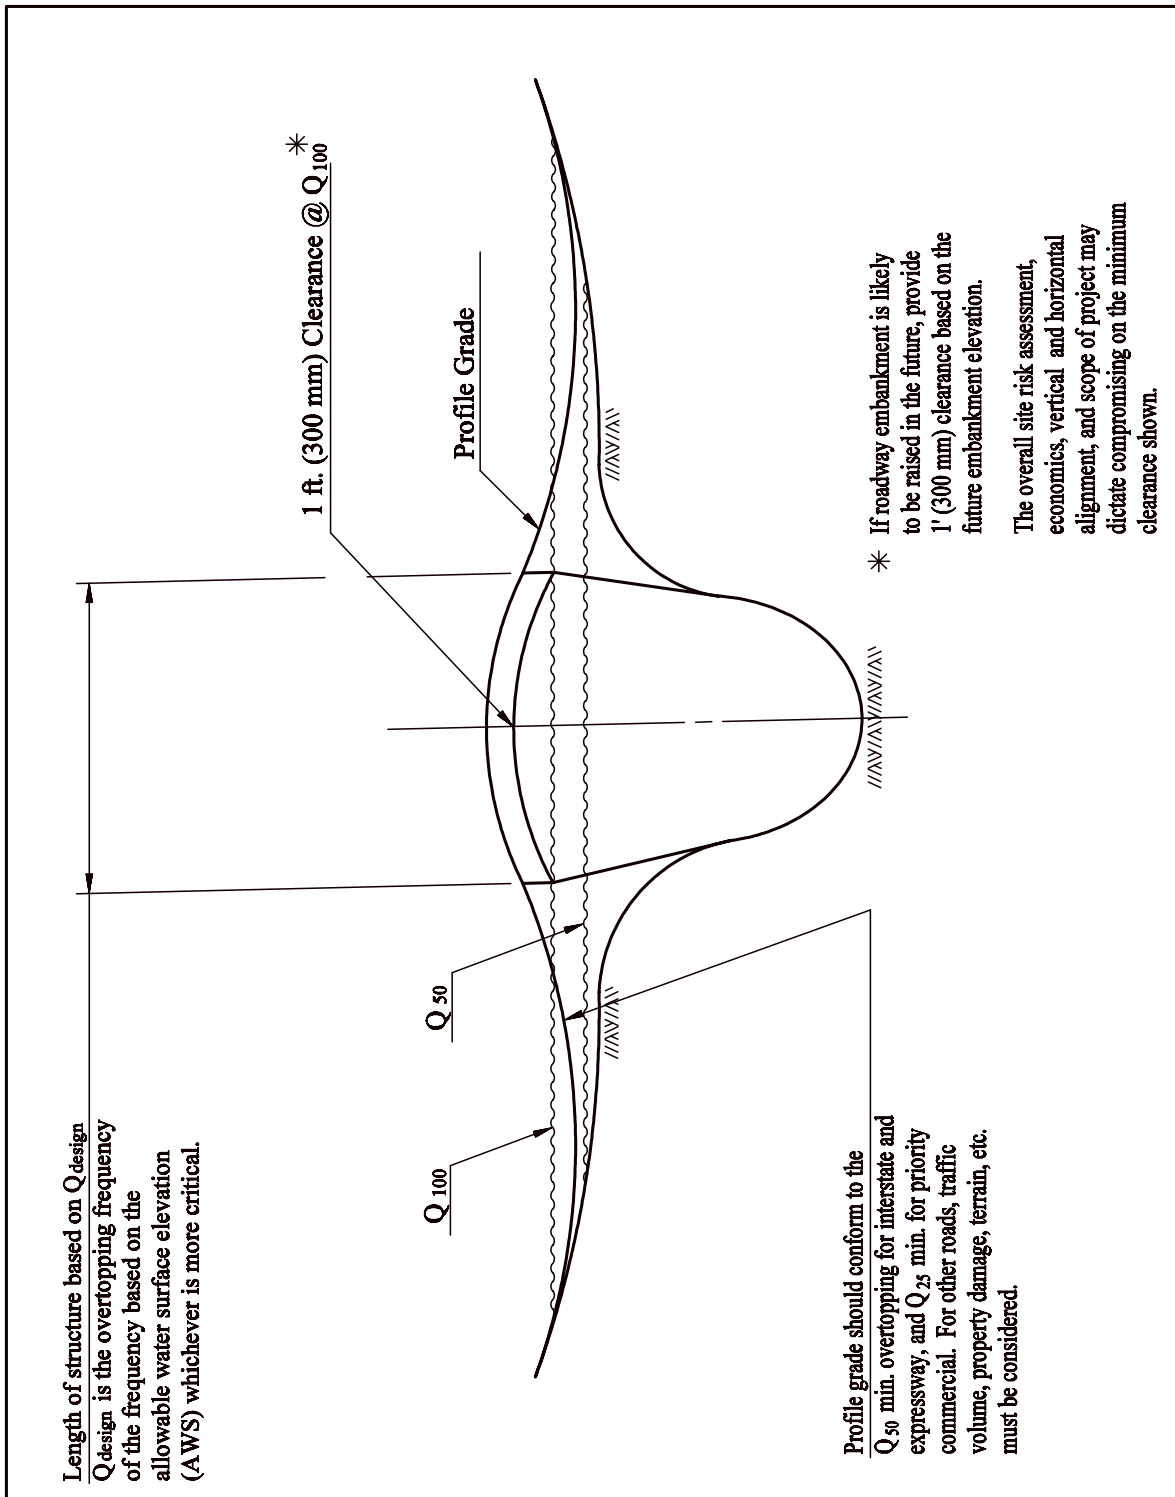 Length of structure based on Qdesign
Qdesign is the overtopping frequency
of the frequency based on the
allowable water surface elevation
(AWS) whichever is more critical.
1 ft. (300 mm) Clearance @ Q100 *
Profile Grade
Q 50
Q 100
Profile grade should conform to the
Q50 min. overtopping for interstate and
expressway, and Q25 min. for priority
commercial. For other roads, traffic
volume, property damage, terrain, etc.
must be considered.
* If roadway embankment is likely
to be raised in the future, provide
1' (300 mm) clearance based on the
future embankment elevation.
The overall site risk assessment,
economics, vertical and horizontal
alignment, and scope of project may
dictate compromising on the minimum
clearance shown.